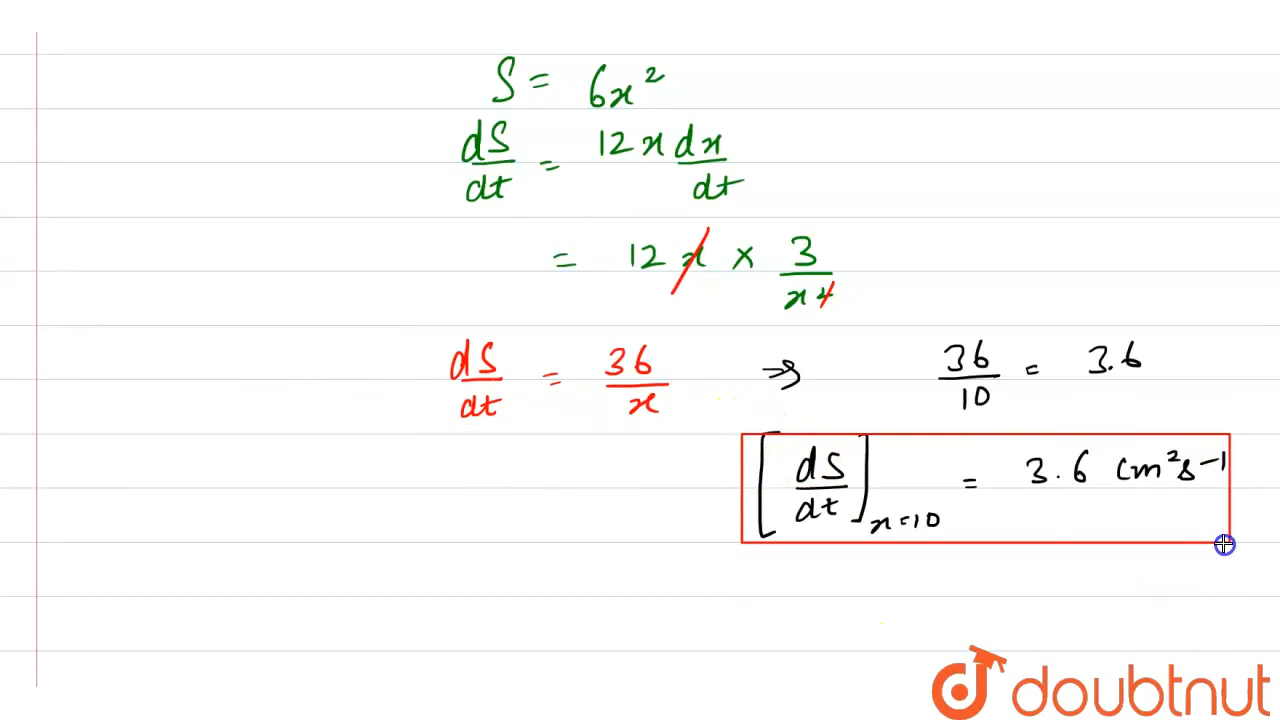 S = 6x²
dS/dt = 12x dx/dt
= 12x × 3/x²
dS/dt = 36/x ⇒ 36/10 = 3.6
[dS/dt]x=10 = 3.6 cm²s⁻¹
doubtnut